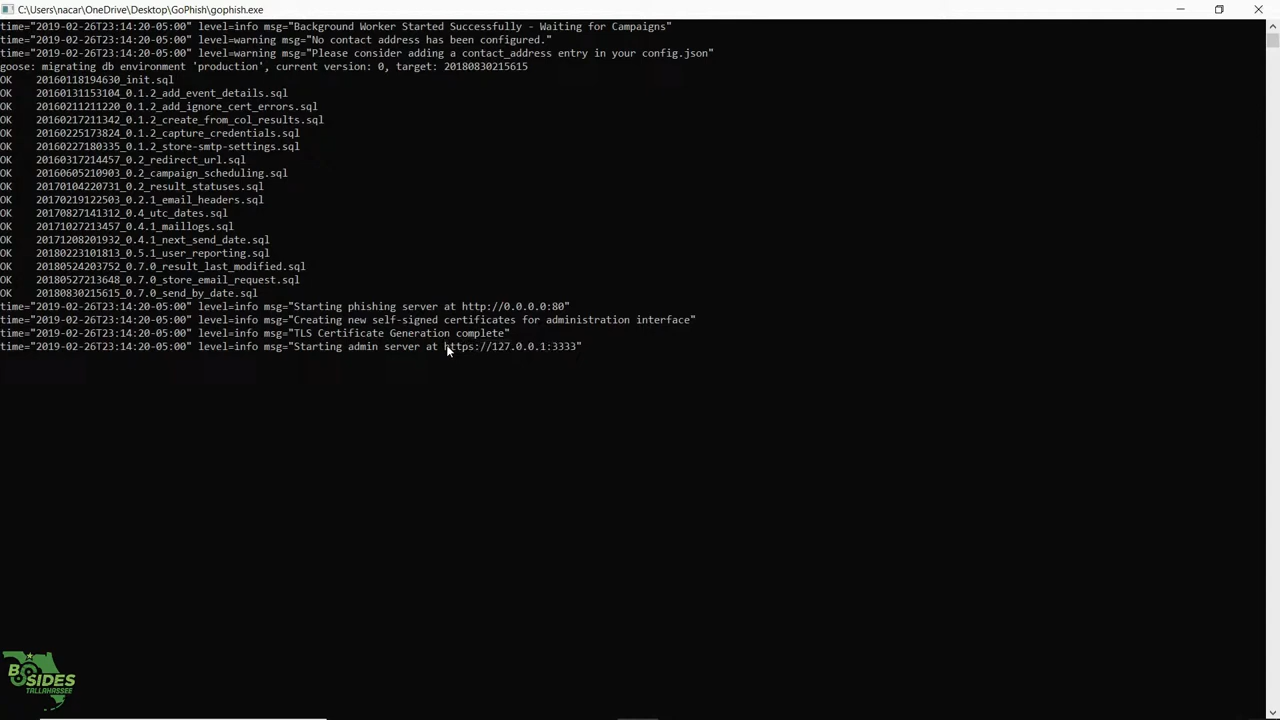 C:\Users\nacar\OneDrive\Desktop\GoPhish\gophish.exe
time="2019-02-26T23:14:20-05:00" level=info msg="Background Worker Started Successfully - Waiting for Campaigns"
time="2019-02-26T23:14:20-05:00" level=warning msg="No contact address has been configured."
time="2019-02-26T23:14:20-05:00" level=warning msg="Please consider adding a contact_address entry in your config.json"
goose: migrating db environment 'production', current version: 0, target: 20180830215615
OK    20160118194630_init.sql
OK    20160131153104_0.1.2_add_event_details.sql
OK    20160211211220_0.1.2_add_ignore_cert_errors.sql
OK    20160217211342_0.1.2_create_from_col_results.sql
OK    20160225173824_0.1.2_capture_credentials.sql
OK    20160227180335_0.1.2_store-smtp-settings.sql
OK    20160317214457_0.2_redirect_url.sql
OK    20160605210903_0.2_campaign_scheduling.sql
OK    20170104220731_0.2_result_statuses.sql
OK    20170219122503_0.2.1_email_headers.sql
OK    20170827141312_0.4_utc_dates.sql
OK    20171027213457_0.4.1_maillogs.sql
OK    20171208201932_0.4.1_next_send_date.sql
OK    20180223101813_0.5.1_user_reporting.sql
OK    20180524203752_0.7.0_result_last_modified.sql
OK    20180527213648_0.7.0_store_email_request.sql
OK    20180830215615_0.7.0_send_by_date.sql
time="2019-02-26T23:14:20-05:00" level=info msg="Starting phishing server at http://0.0.0.0:80"
time="2019-02-26T23:14:20-05:00" level=info msg="Creating new self-signed certificates for administration interface"
time="2019-02-26T23:14:20-05:00" level=info msg="TLS Certificate Generation complete"
time="2019-02-26T23:14:20-05:00" level=info msg="Starting admin server at https://127.0.0.1:3333"
BSIDES
TALLAHASSEE